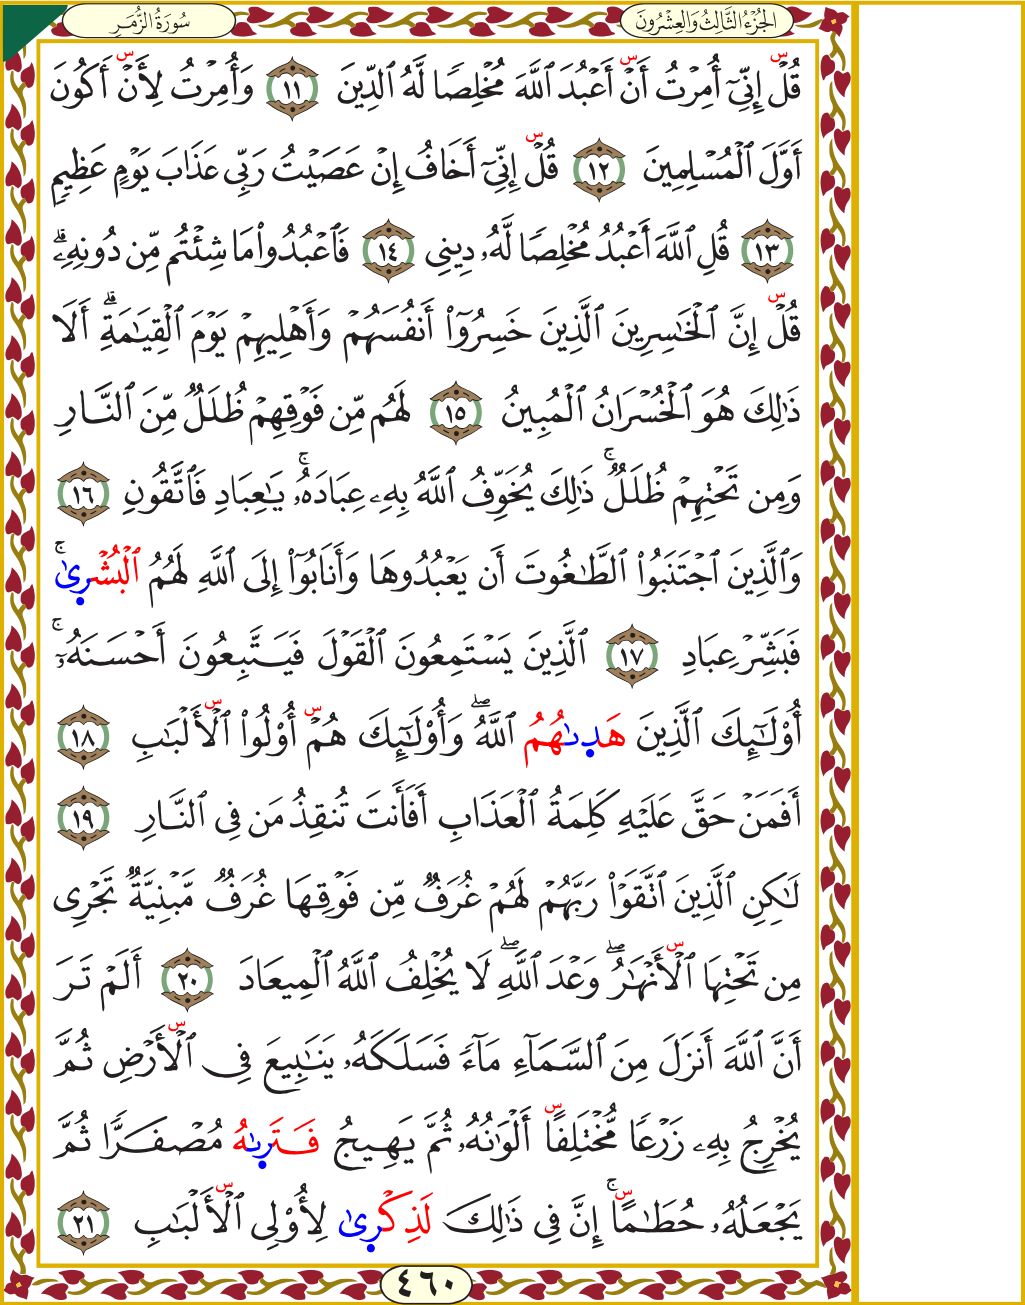 سُورَةُ الزُّمَرِ
الجُزْءُ الثَّالِثُ وَالعِشْرُونَ
قُلْ إِنِّىٓ أُمِرْتُ أَنْ أَعْبُدَ ٱللَّهَ مُخْلِصًا لَّهُ ٱلدِّينَ ١١ وَأُمِرْتُ لِأَنْ أَكُونَ
أَوَّلَ ٱلْمُسْلِمِينَ ١٢ قُلْ إِنِّىٓ أَخَافُ إِنْ عَصَيْتُ رَبِّى عَذَابَ يَوْمٍ عَظِيمٍ
١٣ قُلِ ٱللَّهَ أَعْبُدُ مُخْلِصًا لَّهُۥ دِينِى ١٤ فَٱعْبُدُوا۟ مَا شِئْتُم مِّن دُونِهِۦ ۗ
قُلْ إِنَّ ٱلْخَـٰسِرِينَ ٱلَّذِينَ خَسِرُوٓا۟ أَنفُسَهُمْ وَأَهْلِيهِمْ يَوْمَ ٱلْقِيَـٰمَةِ ۗ أَلَا
ذَٰلِكَ هُوَ ٱلْخُسْرَانُ ٱلْمُبِينُ ١٥ لَهُم مِّن فَوْقِهِمْ ظُلَلٌ مِّنَ ٱلنَّارِ
وَمِن تَحْتِهِمْ ظُلَلٌ ۚ ذَٰلِكَ يُخَوِّفُ ٱللَّهُ بِهِۦ عِبَادَهُۥ ۚ يَـٰعِبَادِ فَٱتَّقُونِ ١٦
وَٱلَّذِينَ ٱجْتَنَبُوا۟ ٱلطَّـٰغُوتَ أَن يَعْبُدُوهَا وَأَنَابُوٓا۟ إِلَى ٱللَّهِ لَهُمُ ٱلْبُشْرِىٰ ۚ
فَبَشِّرْ عِبَادِ ١٧ ٱلَّذِينَ يَسْتَمِعُونَ ٱلْقَوْلَ فَيَتَّبِعُونَ أَحْسَنَهُۥٓ ۚ
أُو۟لَـٰٓئِكَ ٱلَّذِينَ هَدِىٰهُمُ ٱللَّهُ ۖ وَأُو۟لَـٰٓئِكَ هُمْ أُو۟لُوا۟ ٱلْأَلْبَـٰبِ ١٨
أَفَمَنْ حَقَّ عَلَيْهِ كَلِمَةُ ٱلْعَذَابِ أَفَأَنتَ تُنقِذُ مَن فِى ٱلنَّارِ ١٩
لَـٰكِنِ ٱلَّذِينَ ٱتَّقَوْا۟ رَبَّهُمْ لَهُمْ غُرَفٌ مِّن فَوْقِهَا غُرَفٌ مَّبْنِيَّةٌ تَجْرِى
مِن تَحْتِهَا ٱلْأَنْهَـٰرُ ۖ وَعْدَ ٱللَّهِ ۖ لَا يُخْلِفُ ٱللَّهُ ٱلْمِيعَادَ ٢٠ أَلَمْ تَرَ
أَنَّ ٱللَّهَ أَنزَلَ مِنَ ٱلسَّمَآءِ مَآءً فَسَلَكَهُۥ يَنَـٰبِيعَ فِى ٱلْأَرْضِ ثُمَّ
يُخْرِجُ بِهِۦ زَرْعًا مُّخْتَلِفًا أَلْوَٰنُهُۥ ثُمَّ يَهِيجُ فَتَرِىٰهُ مُصْفَرًّا ثُمَّ
يَجْعَلُهُۥ حُطَـٰمًا ۚ إِنَّ فِى ذَٰلِكَ لَذِكْرِىٰ لِأُو۟لِى ٱلْأَلْبَـٰبِ ٢١
٤٦٠